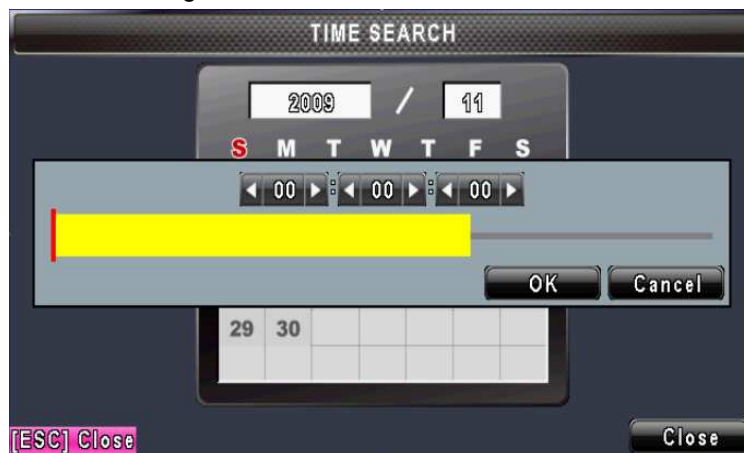 TIME SEARCH
2009 / 11
S M T W T F S
00 : 00 : 00
OK Cancel
29 30
[ESC] Close Close